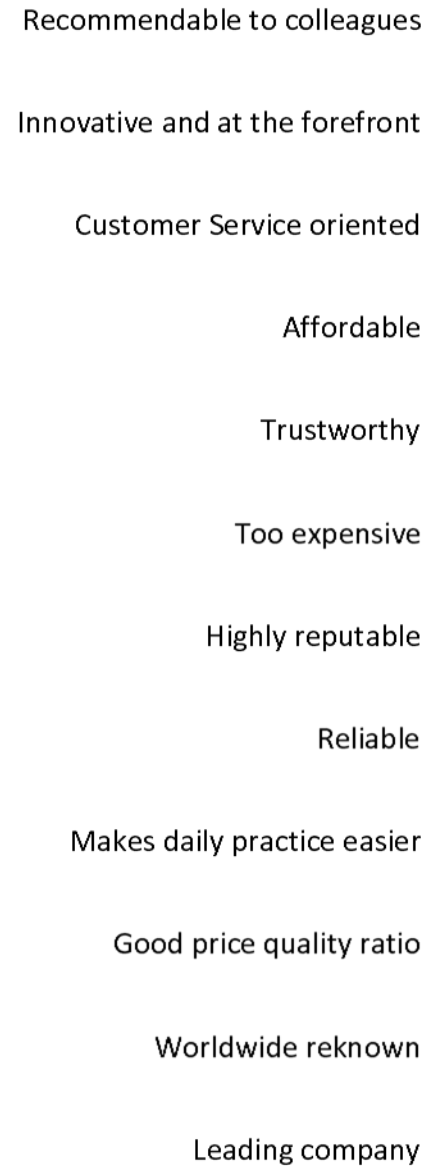 Recommendable to colleagues
Innovative and at the forefront
Customer Service oriented
Affordable
Trustworthy
Too expensive
Highly reputable
Reliable
Makes daily practice easier
Good price quality ratio
Worldwide reknown
Leading company